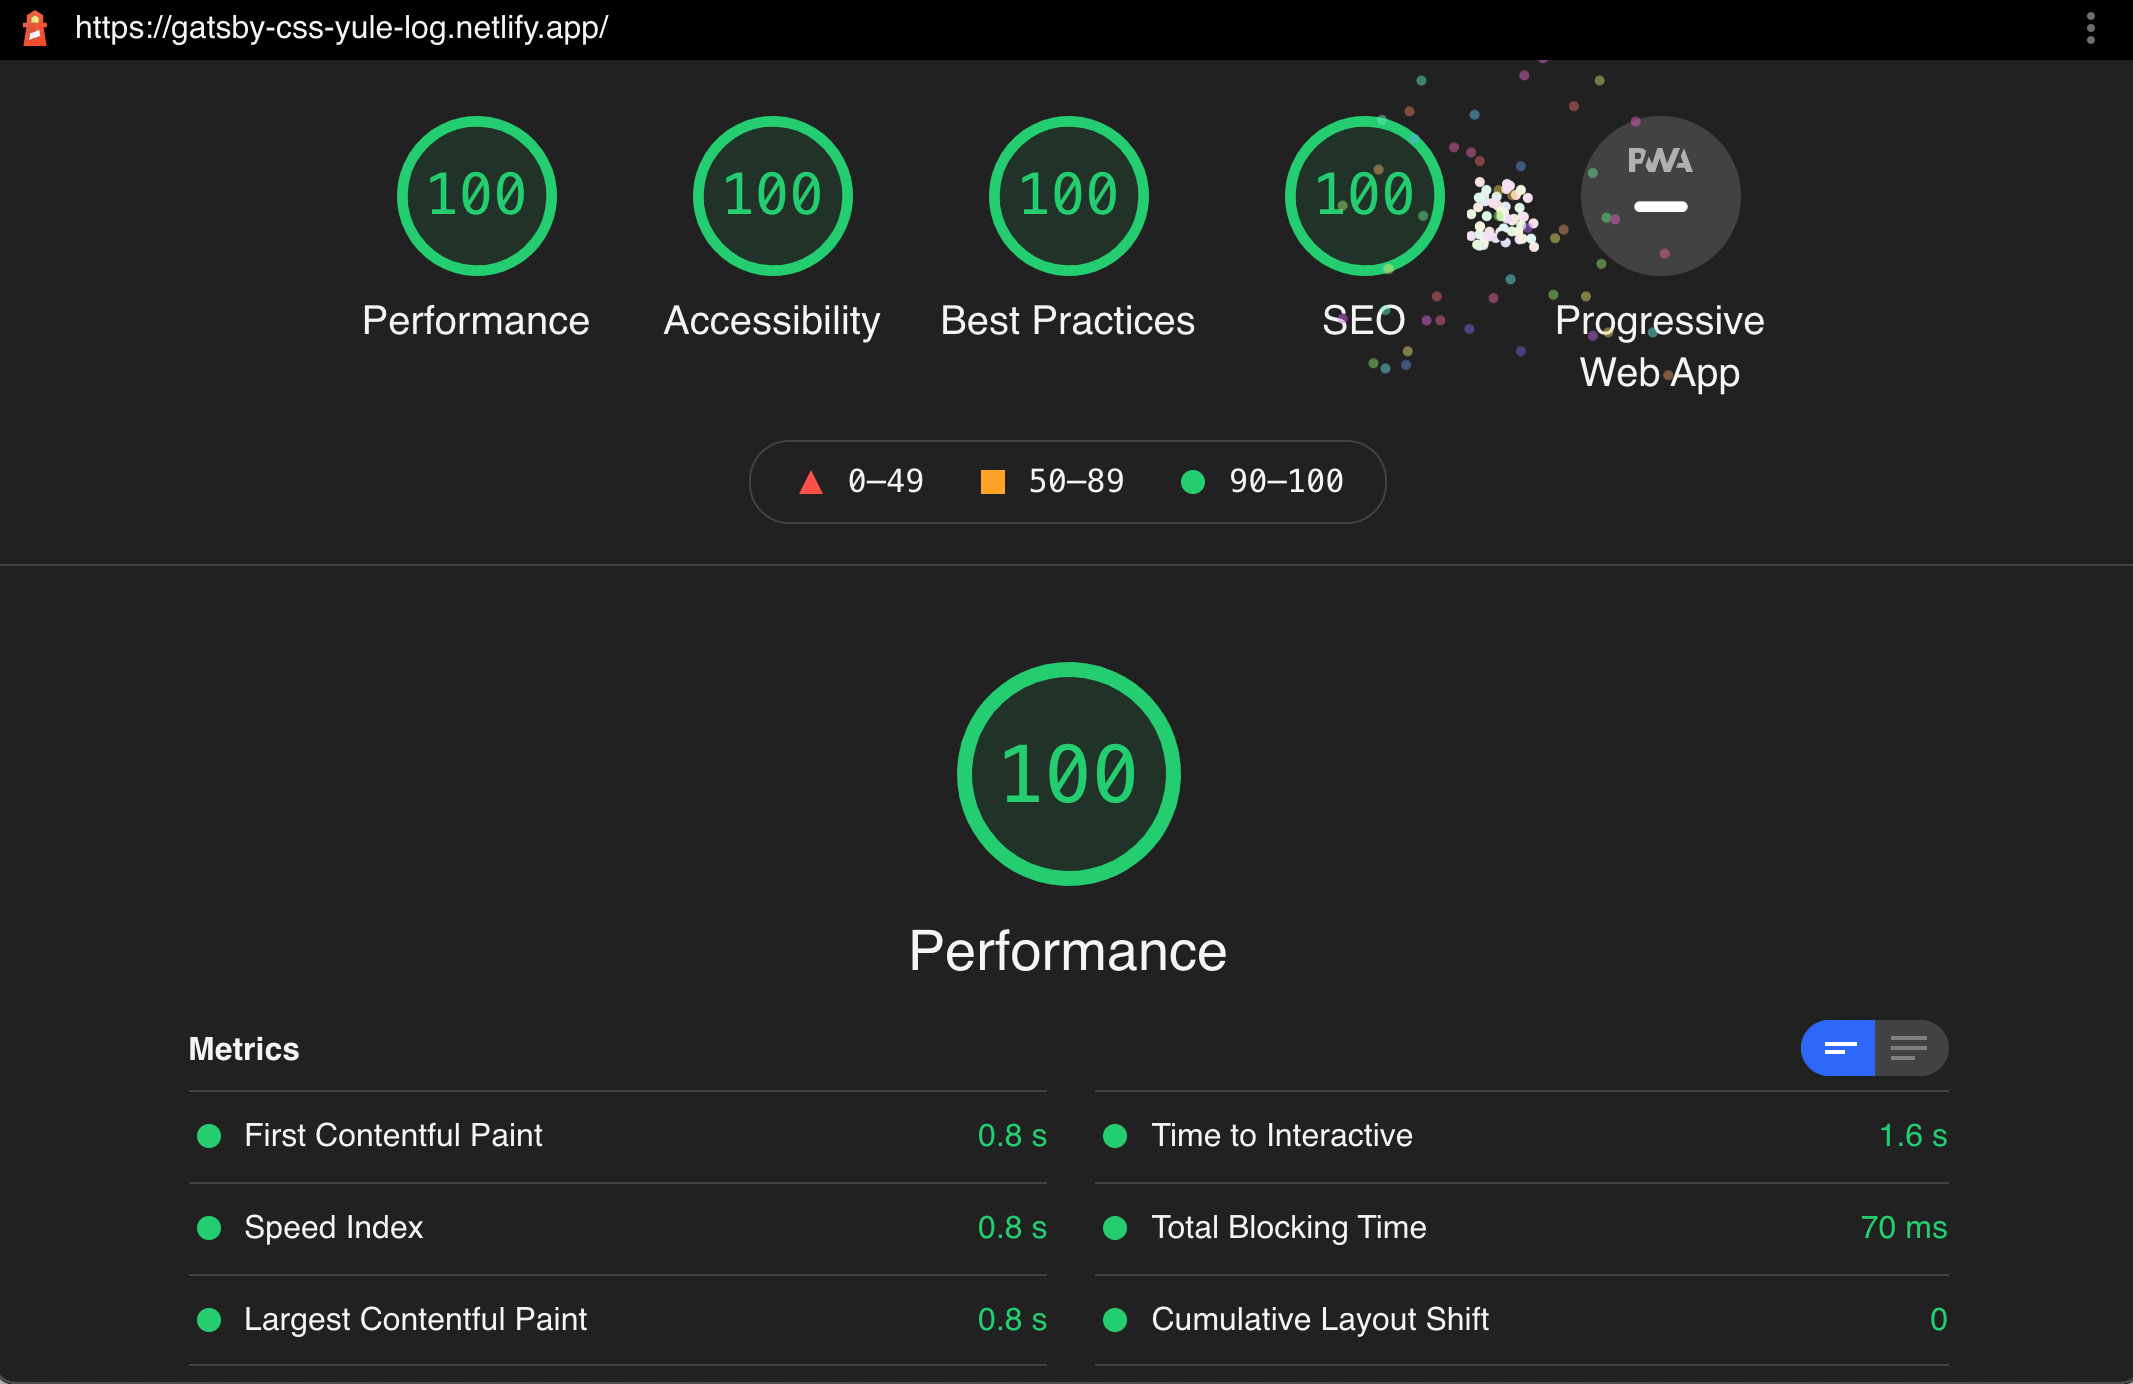 https://gatsby-css-yule-log.netlify.app/
100
100
100
100
PWA
Performance
Accessibility
Best Practices
SEO
Progressive
Web App
0–49
50–89
90–100
100
Performance
Metrics
First Contentful Paint
0.8 s
Time to Interactive
1.6 s
Speed Index
0.8 s
Total Blocking Time
70 ms
Largest Contentful Paint
0.8 s
Cumulative Layout Shift
0